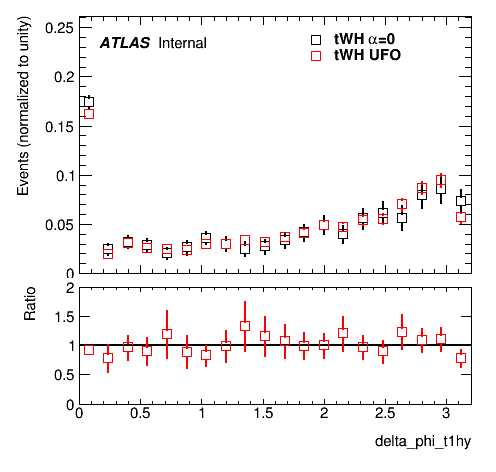 0.25
0.2
0.15
0.1
0.05
0
Events (normalized to unity)
ATLAS Internal
tWH α=0
tWH UFO
2
1.5
1
0.5
0
Ratio
0 0.5 1 1.5 2 2.5 3
delta_phi_t1hy